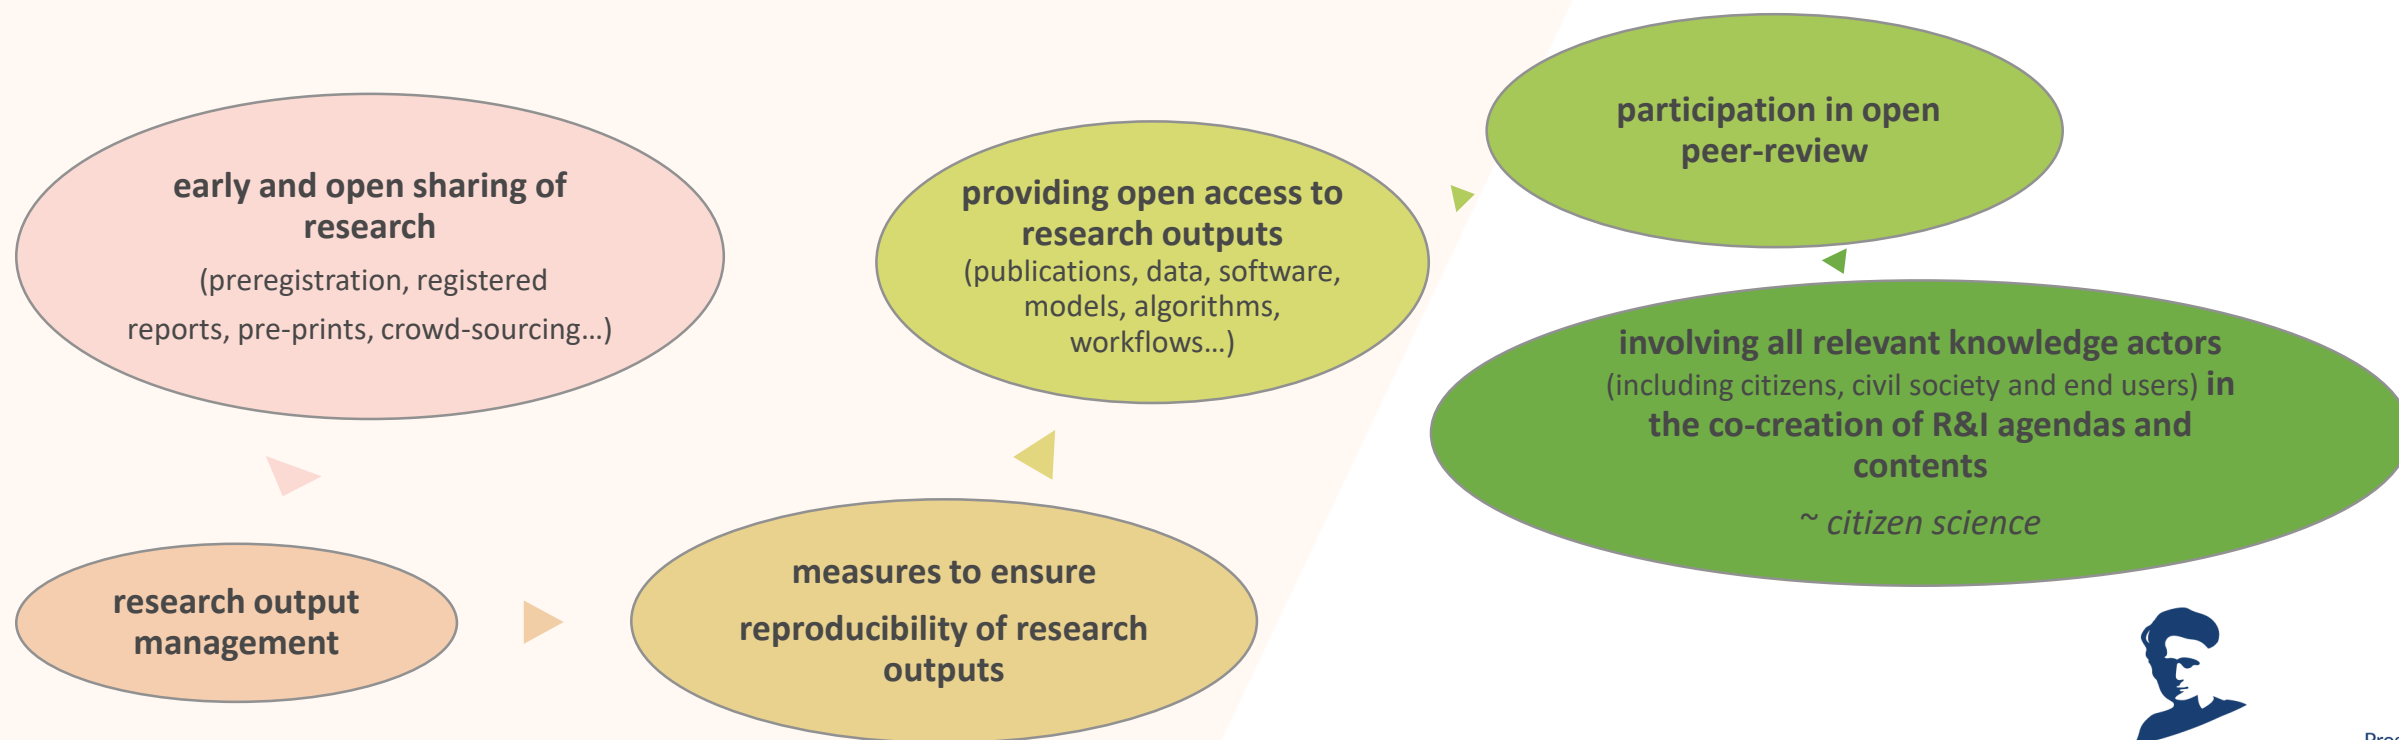 early and open sharing of
research
(preregistration, registered
reports, pre-prints, crowd-sourcing...)
research output
management
measures to ensure
reproducibility of research
outputs
providing open access to
research outputs
(publications, data, software,
models, algorithms,
workflows...)
participation in open
peer-review
involving all relevant knowledge actors
(including citizens, civil society and end users) in
the co-creation of R&I agendas and
contents
~ citizen science